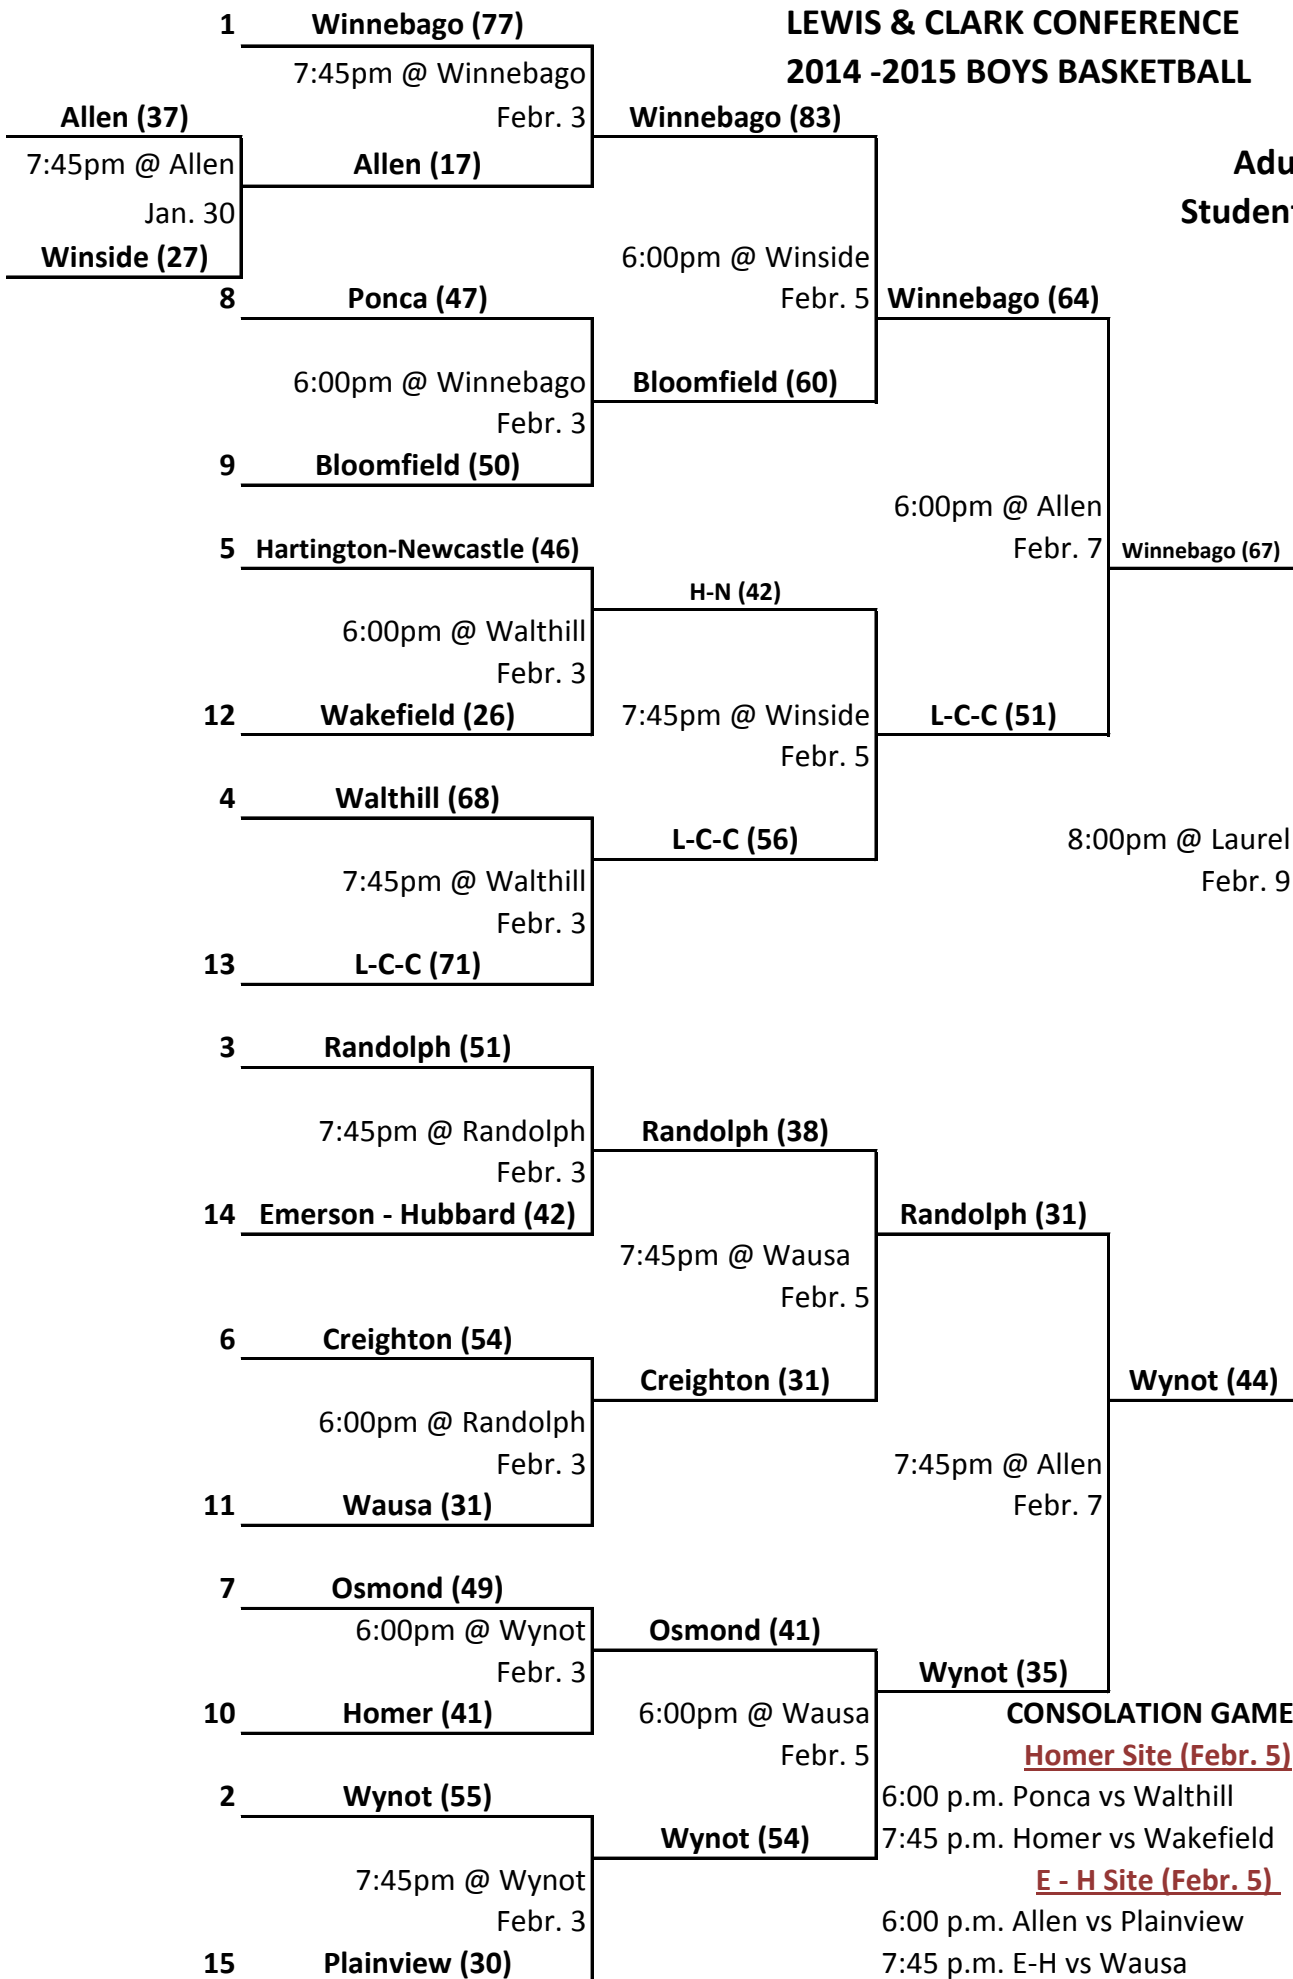 1 Winnebago (77) LEWIS & CLARK CONFERENCE
7:45pm @ Winnebago 2014 -2015 BOYS BASKETBALL
Allen (37) Febr. 3 Winnebago (83)
7:45pm @ Allen Allen (17) Adu
Jan. 30 Student
Winside (27) 6:00pm @ Winside
8 Ponca (47) Febr. 5 Winnebago (64)
6:00pm @ Winnebago Bloomfield (60)
Febr. 3
9 Bloomfield (50)
6:00pm @ Allen
5 Hartington-Newcastle (46) Febr. 7 Winnebago (67)
H-N (42)
6:00pm @ Walthill
Febr. 3
12 Wakefield (26) 7:45pm @ Winside L-C-C (51)
Febr. 5
4 Walthill (68)
L-C-C (56) 8:00pm @ Laurel
7:45pm @ Walthill Febr. 9
Febr. 3
13 L-C-C (71)
3 Randolph (51)
7:45pm @ Randolph Randolph (38)
Febr. 3
14 Emerson - Hubbard (42) Randolph (31)
7:45pm @ Wausa
Febr. 5
6 Creighton (54)
Creighton (31) Wynot (44)
6:00pm @ Randolph
Febr. 3 7:45pm @ Allen
11 Wausa (31) Febr. 7
7 Osmond (49)
6:00pm @ Wynot Osmond (41)
Febr. 3 Wynot (35)
10 Homer (41) 6:00pm @ Wausa CONSOLATION GAME
Febr. 5 Homer Site (Febr. 5)
2 Wynot (55) 6:00 p.m. Ponca vs Walthill
Wynot (54) 7:45 p.m. Homer vs Wakefield
7:45pm @ Wynot E - H Site (Febr. 5)
Febr. 3 6:00 p.m. Allen vs Plainview
15 Plainview (30) 7:45 p.m. E-H vs Wausa